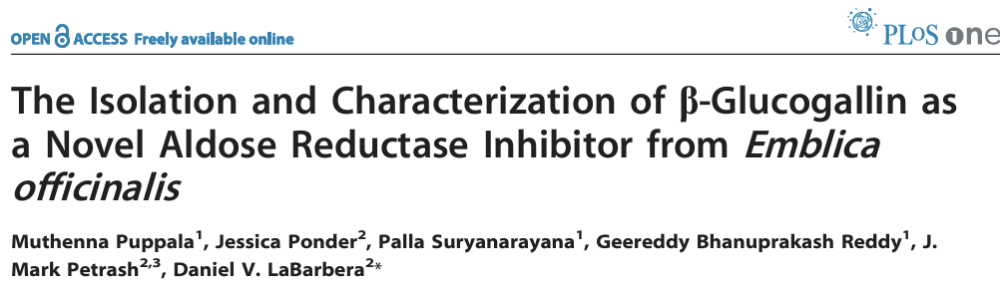 OPEN ACCESS Freely available online
PLoS one
The Isolation and Characterization of β-Glucogallin as
a Novel Aldose Reductase Inhibitor from Emblica
officinalis
Muthenna Puppala1, Jessica Ponder2, Palla Suryanarayana1, Geereddy Bhanuprakash Reddy1, J.
Mark Petrash2,3, Daniel V. LaBarbera2*